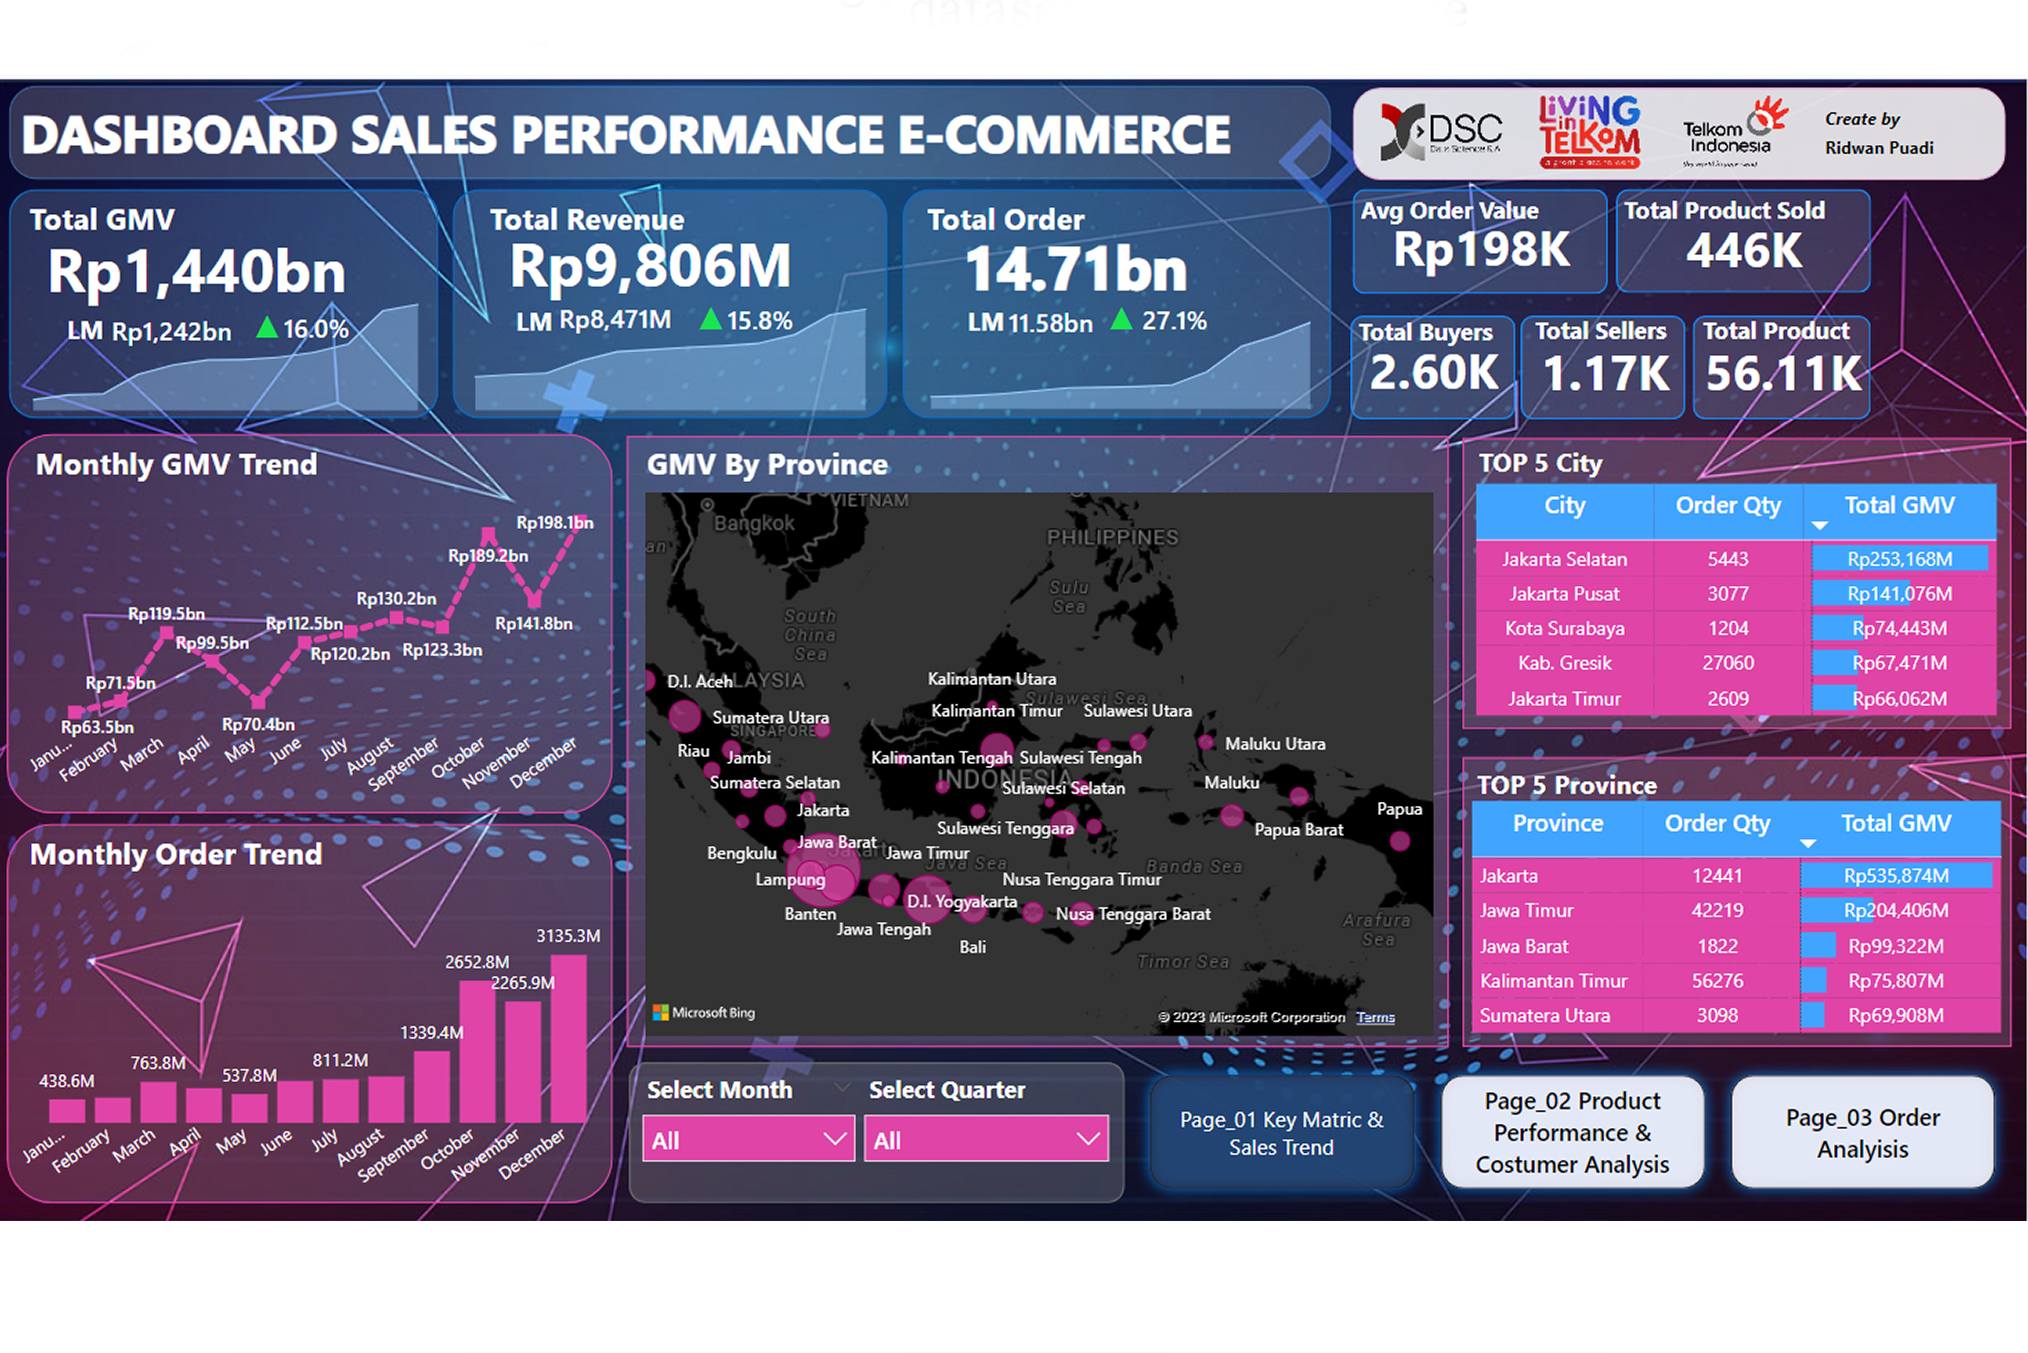 DASHBOARD SALES PERFORMANCE E-COMMERCE
DSC
LiViNG
in
TELKOM
Telkom
Indonesia
Create by
Ridwan Puadi
Total GMV
Rp1,440bn
LM Rp1,242bn 16.0%
Total Revenue
Rp9,806M
LM Rp8,471M 15.8%
Total Order
14.71bn
LM 11.58bn 27.1%
Avg Order Value
Rp198K
Total Product Sold
446K
Total Buyers
2.60K
Total Sellers
1.17K
Total Product
56.11K
Monthly GMV Trend
Rp63.5bn
Rp71.5bn
Rp119.5bn
Rp99.5bn
Rp70.4bn
Rp112.5bn
Rp120.2bn
Rp130.2bn
Rp123.3bn
Rp189.2bn
Rp141.8bn
Rp198.1bn
Janu...
February
March
April
May
June
July
August
September
October
November
December
Monthly Order Trend
438.6M
763.8M
537.8M
811.2M
1339.4M
2652.8M
2265.9M
3135.3M
Janu...
February
March
April
May
June
July
August
September
October
November
December
GMV By Province
VIETNAM
Bangkok
PHILIPPINES
Sulu
Sea
South
China
Sea
D.I. Aceh
MALAYSIA
Kalimantan Utara
Sulawesi Sea
Kalimantan Timur
Sulawesi Utara
Sumatera Utara
SINGAPORE
Riau
Jambi
Kalimantan Tengah
Sulawesi Tengah
Maluku Utara
INDONESIA
Sumatera Selatan
Sulawesi Selatan
Maluku
Jakarta
Papua
Sulawesi Tenggara
Papua Barat
Jawa Barat
Jakarta
Bengkulu
Jawa Timur
Java Sea
Banda Sea
Lampung
Nusa Tenggara Timur
D.I. Yogyakarta
Banten
Nusa Tenggara Barat
Jawa Tengah
Arafura
Sea
Bali
Timor Sea
Microsoft Bing
© 2023 Microsoft Corporation Terms
TOP 5 City
City Order Qty Total GMV
Jakarta Selatan 5443 Rp253,168M
Jakarta Pusat 3077 Rp141,076M
Kota Surabaya 1204 Rp74,443M
Kab. Gresik 27060 Rp67,471M
Jakarta Timur 2609 Rp66,062M
TOP 5 Province
Province Order Qty Total GMV
Jakarta 12441 Rp535,874M
Jawa Timur 42219 Rp204,406M
Jawa Barat 1822 Rp99,322M
Kalimantan Timur 56276 Rp75,807M
Sumatera Utara 3098 Rp69,908M
Select Month
All
Select Quarter
All
Page_01 Key Matric &
Sales Trend
Page_02 Product
Performance &
Costumer Analysis
Page_03 Order
Analyisis